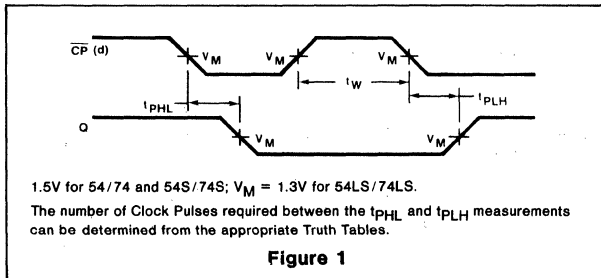 C̅P̅ (d)
VM
VM
VM
tW
tPHL
tPLH
Q
VM
VM
1.5V for 54/74 and 54S/74S; VM = 1.3V for 54LS/74LS.
The number of Clock Pulses required between the tPHL and tPLH measurements
can be determined from the appropriate Truth Tables.
Figure 1